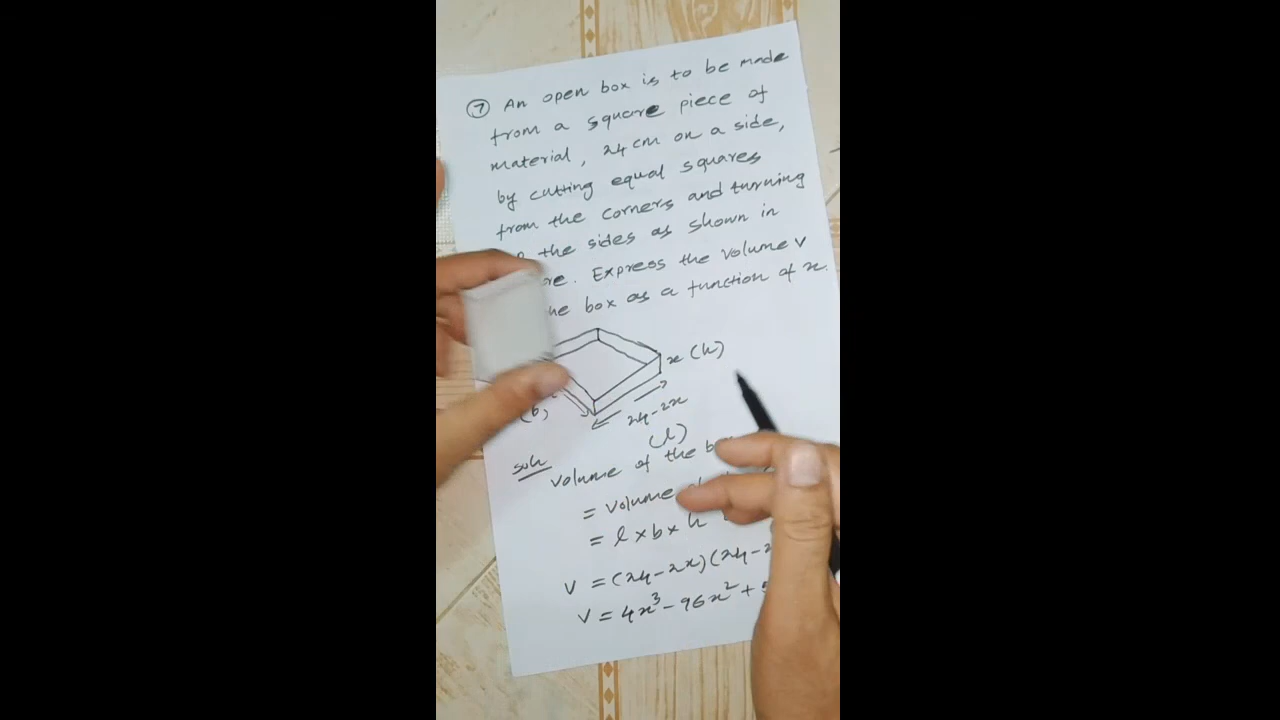 7 An open box is to be made
from a square piece of
material, 24 cm on a side,
by cutting equal squares
from the corners and turning
the sides as shown in
Express the volume V
box as a function of x.
x (h)
24-2x
(l)
(b,
Soln
Volume of the
= Volume
= l × b × h
V = (24-2x)(24-
V = 4x³ - 96x² +